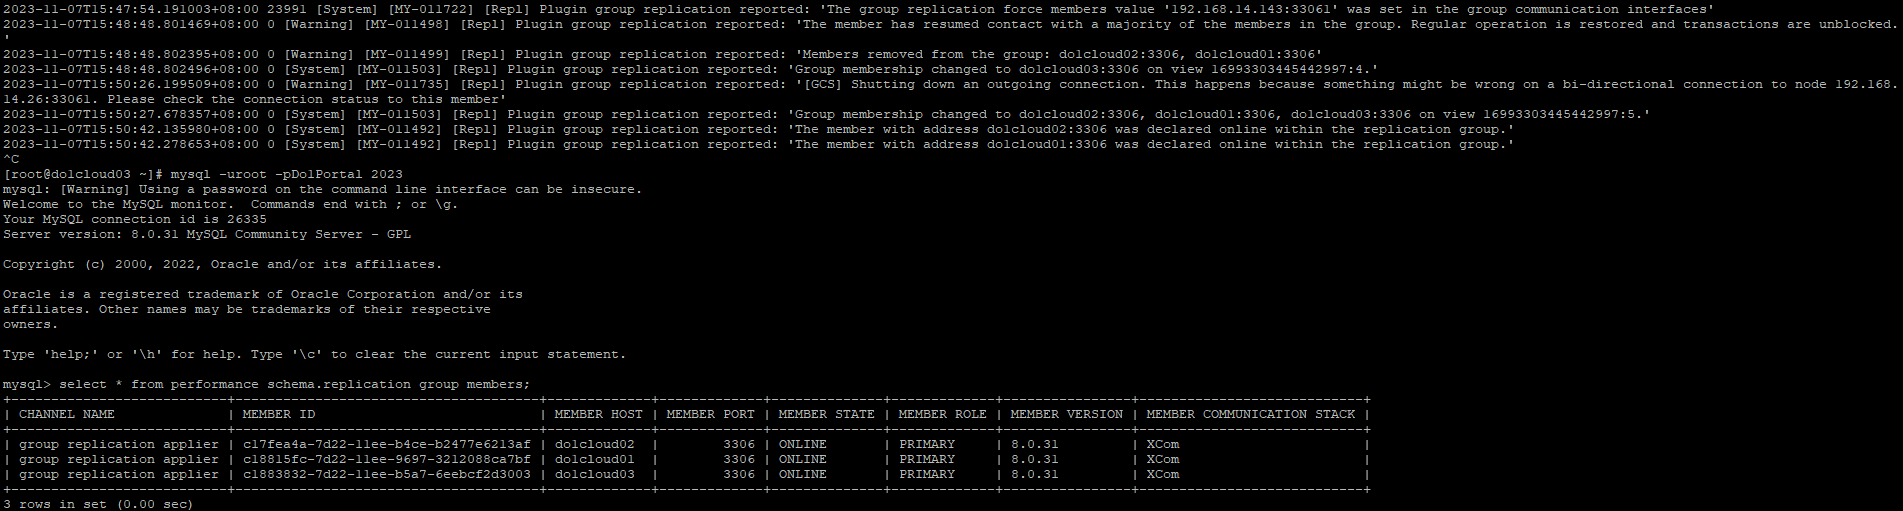 2023-11-07T15:47:54.191003+08:00 23991 [System] [MY-011722] [Repl] Plugin group replication reported: 'The group replication force members value '192.168.14.143:33061' was set in the group communication interfaces'
2023-11-07T15:48:48.801469+08:00 0 [Warning] [MY-011498] [Repl] Plugin group replication reported: 'The member has resumed contact with a majority of the members in the group. Regular operation is restored and transactions are unblocked.
'
2023-11-07T15:48:48.802395+08:00 0 [Warning] [MY-011499] [Repl] Plugin group replication reported: 'Members removed from the group: dolcloud02:3306, dolcloud01:3306'
2023-11-07T15:48:48.802496+08:00 0 [System] [MY-011503] [Repl] Plugin group replication reported: 'Group membership changed to dolcloud03:3306 on view 16993303445442997:4.'
2023-11-07T15:50:26.199509+08:00 0 [Warning] [MY-011735] [Repl] Plugin group replication reported: '[GCS] Shutting down an outgoing connection. This happens because something might be wrong on a bi-directional connection to node 192.168.
14.26:33061. Please check the connection status to this member'
2023-11-07T15:50:27.678357+08:00 0 [System] [MY-011503] [Repl] Plugin group replication reported: 'Group membership changed to dolcloud02:3306, dolcloud01:3306, dolcloud03:3306 on view 16993303445442997:5.'
2023-11-07T15:50:42.135980+08:00 0 [System] [MY-011492] [Repl] Plugin group replication reported: 'The member with address dolcloud02:3306 was declared online within the replication group.'
2023-11-07T15:50:42.278653+08:00 0 [System] [MY-011492] [Repl] Plugin group replication reported: 'The member with address dolcloud01:3306 was declared online within the replication group.'
^C
[root@dolcloud03 ~]# mysql -uroot -pDolPortal 2023
mysql: [Warning] Using a password on the command line interface can be insecure.
Welcome to the MySQL monitor.  Commands end with ; or \g.
Your MySQL connection id is 26335
Server version: 8.0.31 MySQL Community Server - GPL
Copyright (c) 2000, 2022, Oracle and/or its affiliates.
Oracle is a registered trademark of Oracle Corporation and/or its
affiliates. Other names may be trademarks of their respective
owners.
Type 'help;' or '\h' for help. Type '\c' to clear the current input statement.
mysql> select * from performance schema.replication group members;
| CHANNEL NAME | MEMBER ID | MEMBER HOST | MEMBER PORT | MEMBER STATE | MEMBER ROLE | MEMBER VERSION | MEMBER COMMUNICATION STACK |
| group replication applier | c17fea4a-7d22-11ee-b4ce-b2477e6213af | dolcloud02 | 3306 | ONLINE | PRIMARY | 8.0.31 | XCom |
| group replication applier | c18815fc-7d22-11ee-9697-3212088ca7bf | dolcloud01 | 3306 | ONLINE | PRIMARY | 8.0.31 | XCom |
| group replication applier | c1883832-7d22-11ee-b5a7-6eebcf2d3003 | dolcloud03 | 3306 | ONLINE | PRIMARY | 8.0.31 | XCom |
3 rows in set (0.00 sec)